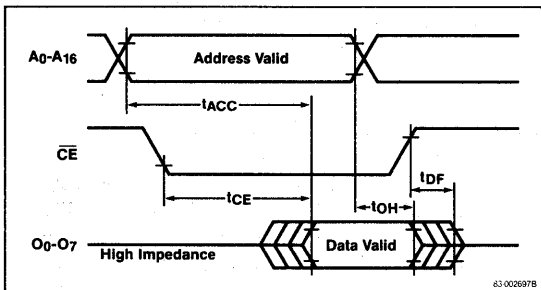 A0-A16
Address Valid
tACC
CE
tCE
tDF
tOH
O0-O7
High Impedance
Data Valid
83-002697B